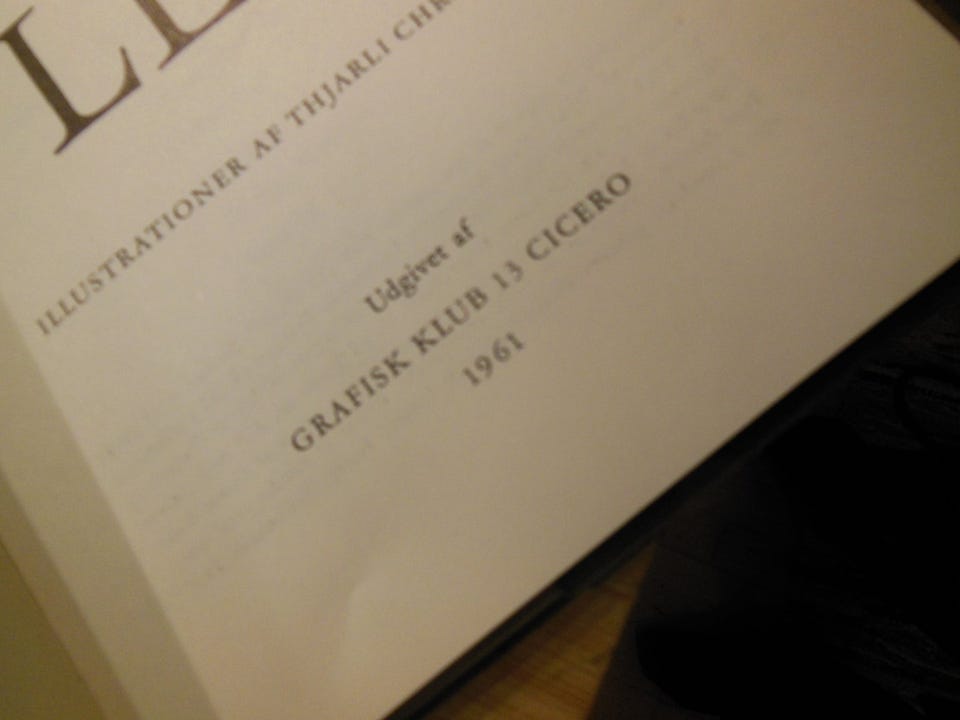 ILLUSTRATIONER AF THJARLI
Udgivet af
GRAFISK KLUB 13 CICERO
1961